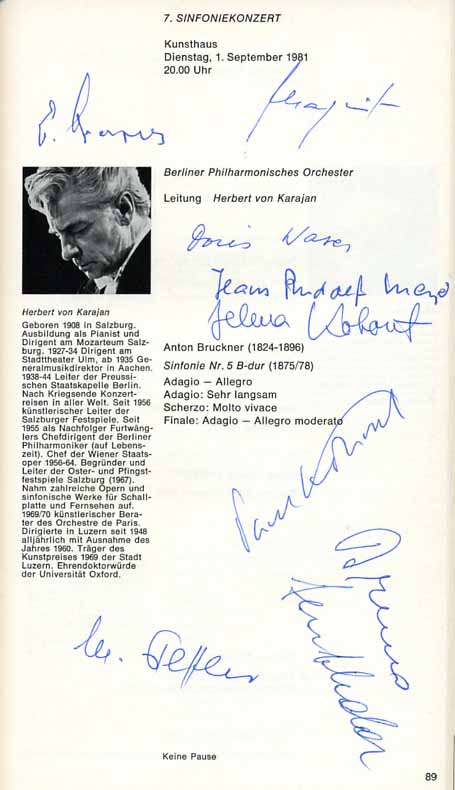 7. SINFONIEKONZERT
Kunsthaus
Dienstag, 1. September 1981
20.00 Uhr
Berliner Philharmonisches Orchester
Leitung Herbert von Karajan
Doris
Hans Rudolf
Jelena Kohout
Anton Bruckner (1824-1896)
Sinfonie Nr. 5 B-dur (1875/78)
Adagio — Allegro
Adagio: Sehr langsam
Scherzo: Molto vivace
Finale: Adagio — Allegro moderato
Herbert von Karajan
Geboren 1908 in Salzburg.
Ausbildung als Pianist und
Dirigent am Mozarteum Salz-
burg. 1927-34 Dirigent am
Stadttheater Ulm, ab 1935 Ge-
neralmusikdirektor in Aachen.
1938-44 Leiter der Preussi-
schen Staatskapelle Berlin.
Nach Kriegsende Konzert-
reisen in aller Welt. Seit 1956
künstlerischer Leiter der
Salzburger Festspiele. Seit
1955 als Nachfolger Furtwäng-
lers Chefdirigent der Berliner
Philharmoniker (auf Lebens-
zeit). Chef der Wiener Staats-
oper 1956-64. Begründer und
Leiter der Oster- und Pfingst-
festspiele Salzburg (1967).
Nahm zahlreiche Opern und
sinfonische Werke für Schall-
platte und Fernsehen auf.
1969/70 künstlerischer Bera-
ter des Orchestre de Paris.
Dirigierte in Luzern seit 1948
alljährlich mit Ausnahme des
Jahres 1960. Träger des
Kunstpreises 1969 der Stadt
Luzern. Ehrendoktorwürde
der Universität Oxford.
Kohout
Keine Pause
89